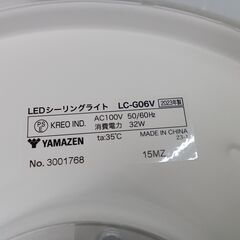 LEDシーリングライト LC-G06V 2023年製
PS E KREO IND. AC100V 50/60Hz
消費電力 32W
YAMAZEN ta:35℃ MADE IN CHINA
No. 3001768 15MZ